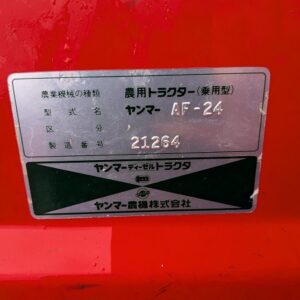 農業機械の種類 農用トラクター(乗用型)
型式名 ヤンマー AF-24
区分
製造番号 21264
ヤンマーディーゼルトラクタ
ヤンマー農機株式会社